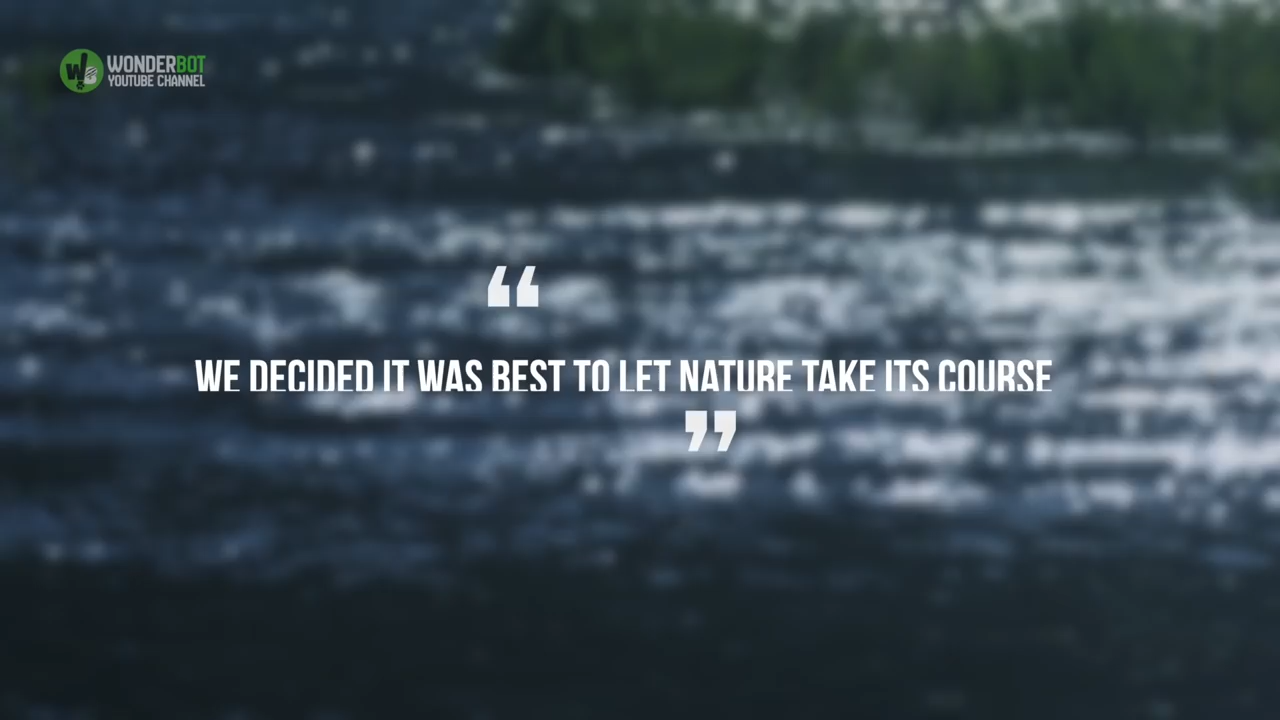 WONDERBOT
YOUTUBE CHANNEL
“
WE DECIDED IT WAS BEST TO LET NATURE TAKE ITS COURSE
”